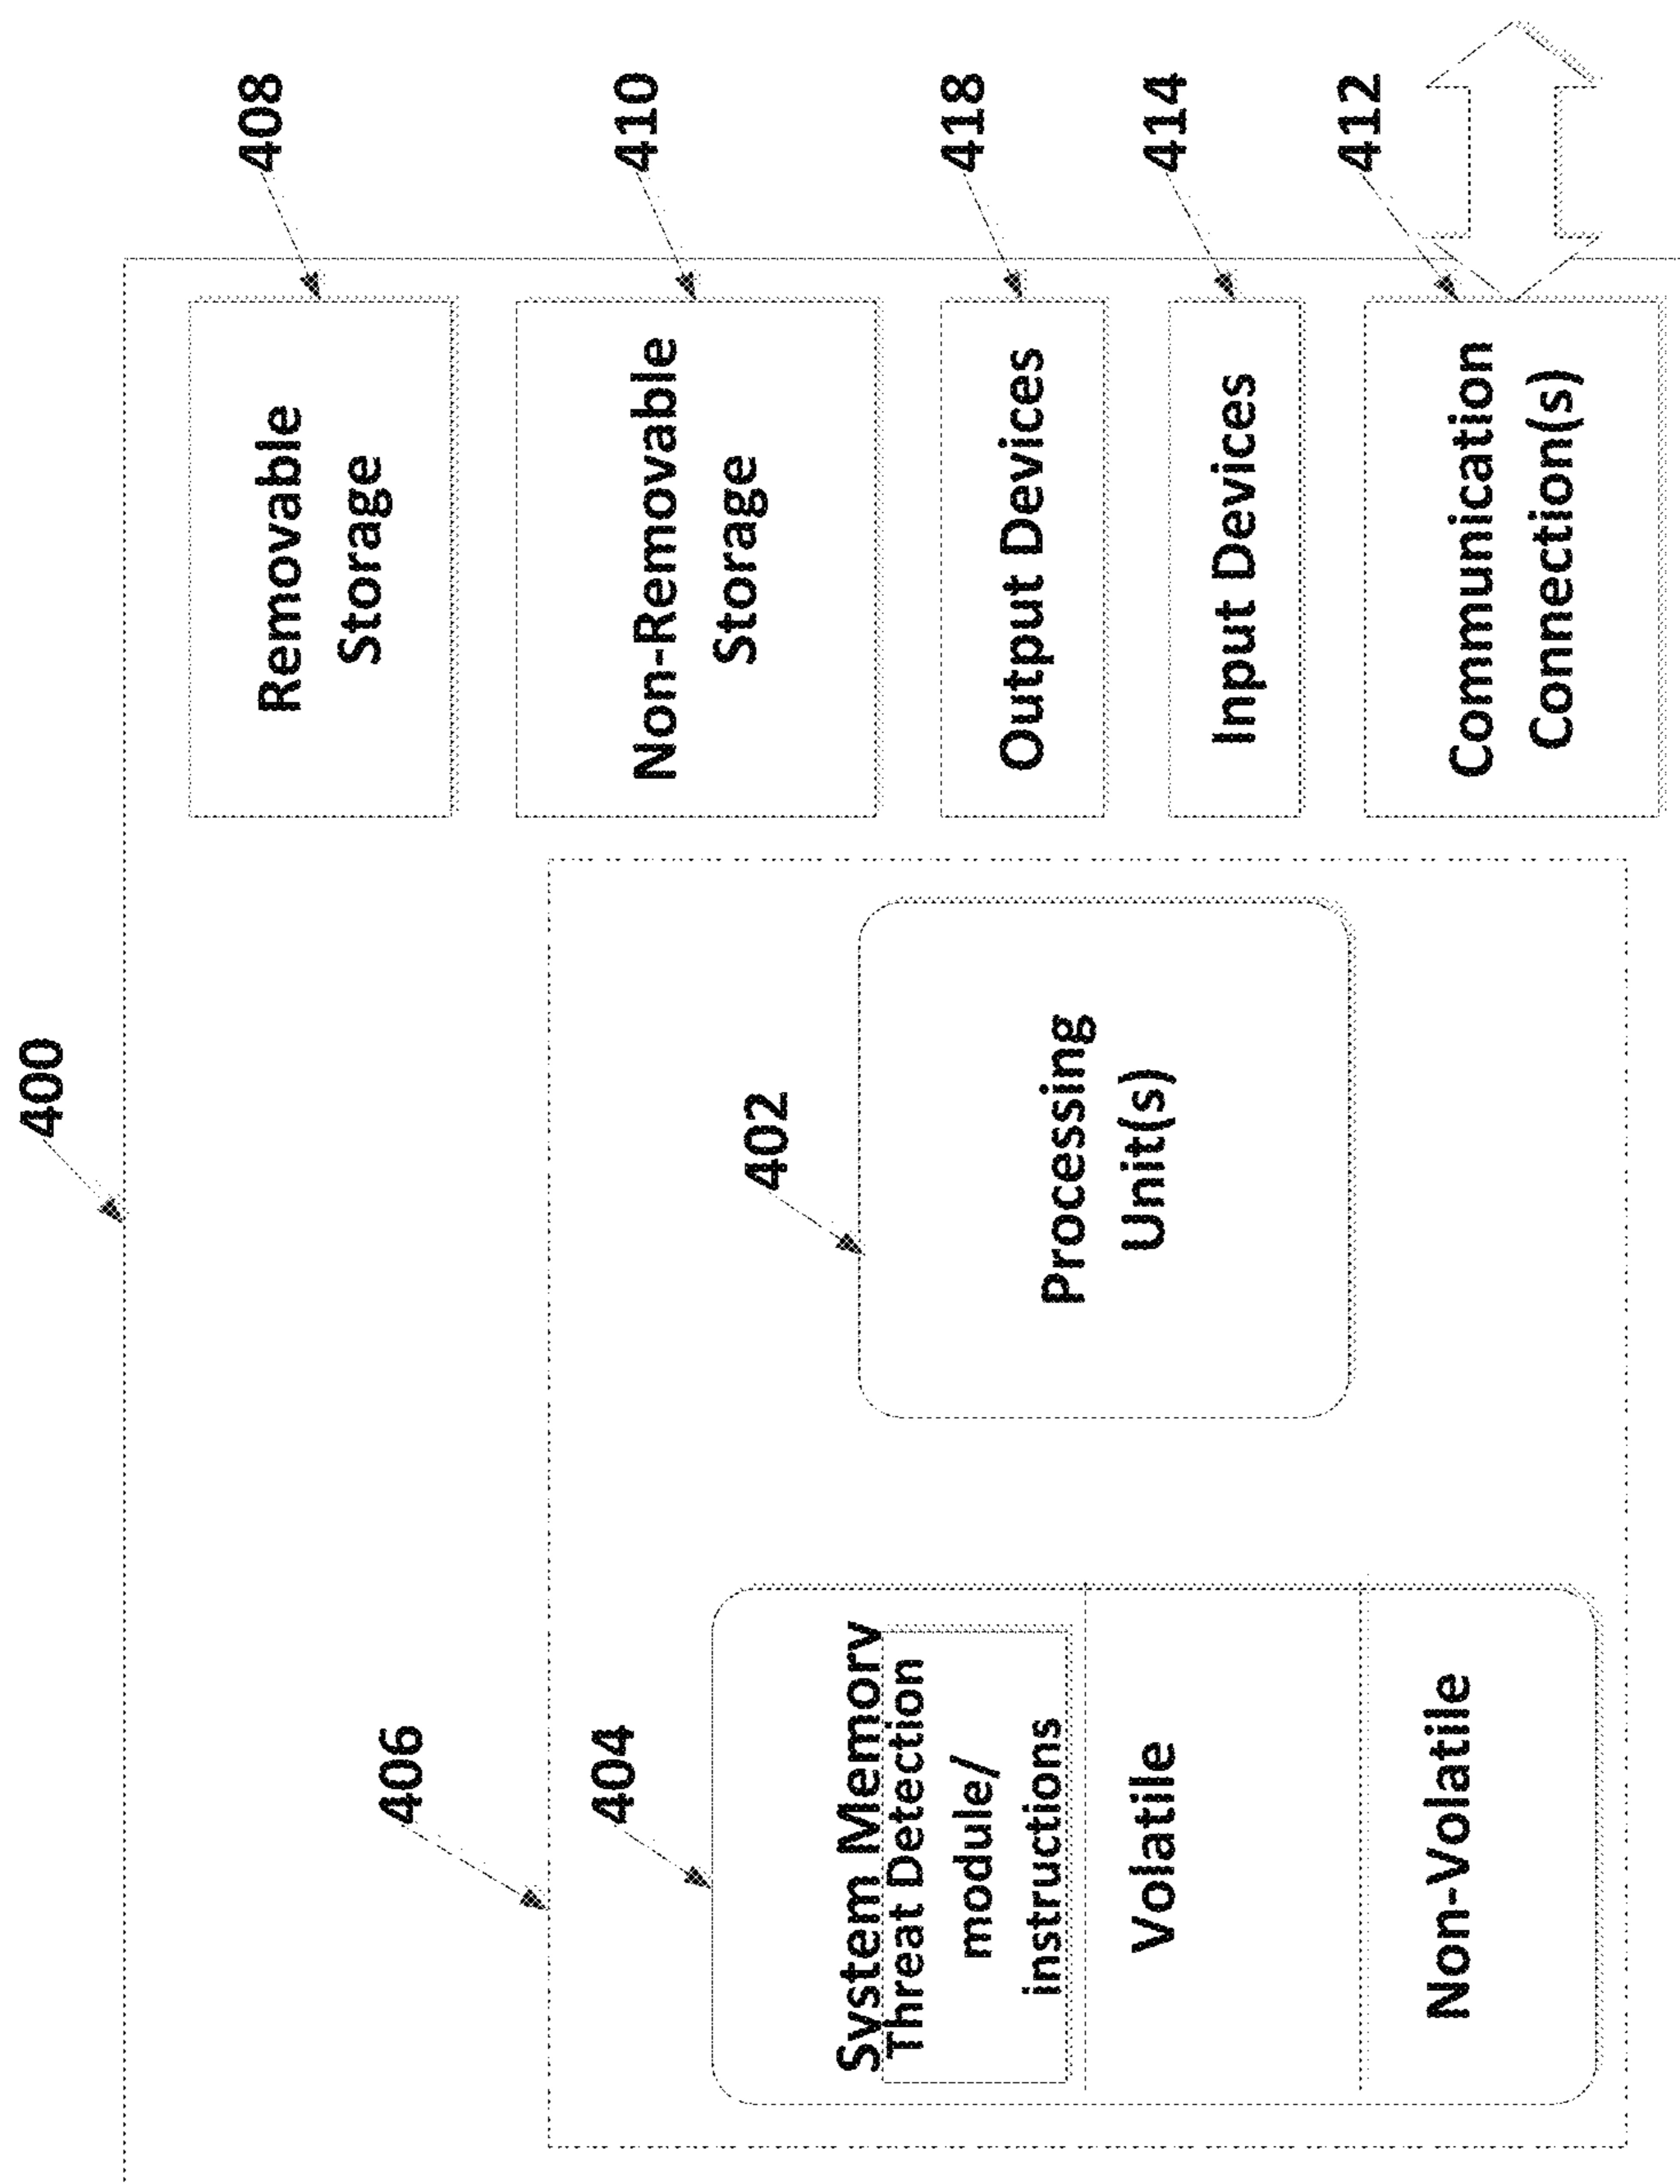 400
406
404
System Memory
Threat Detection
module/
instructions
Volatile
Non-Volatile
402
Processing
Unit(s)
408
Removable
Storage
410
Non-Removable
Storage
418
Output Devices
414
Input Devices
412
Communication
Connection(s)